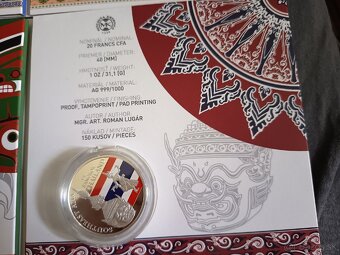 NOMINÁL / NOMINAL
20 FRANCS CFA
PRIEMER / DIAMETER:
40 [MM]
HMOTNOSŤ / WEIGHT:
1 OZ / 31,1 [G]
MATERIÁL / MATERIAL:
AG 999/1000
VYHOTOVENIE / FINISHING:
PROOF, TAMPOPRINT / PAD PRINTING
AUTOR / AUTHOR:
MGR. ART. ROMAN LUGÁR
NÁKLAD / MINTAGE:
150 KUSOV / PIECES
SOUTHEAST